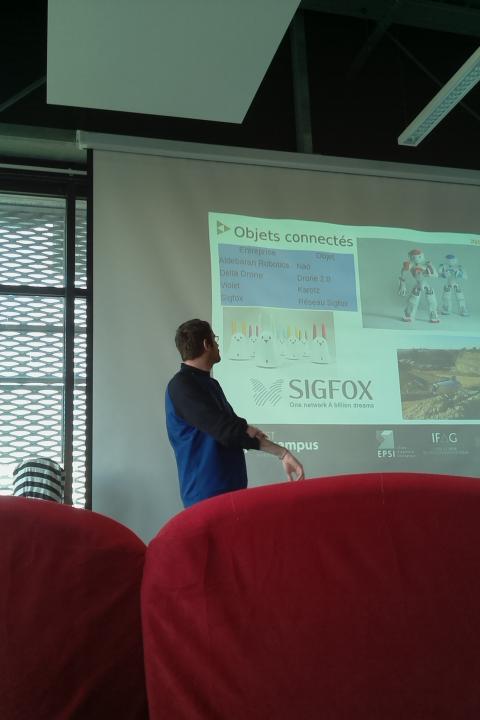 Objets connectés
Entreprise Objet
Aldebaran Robotics Nao
Delta Drone Drone 2.0
Violet Karotz
Sigfox Réseau Sigfox
SIGFOX
One network A billion dreams
EPSI
IFAG